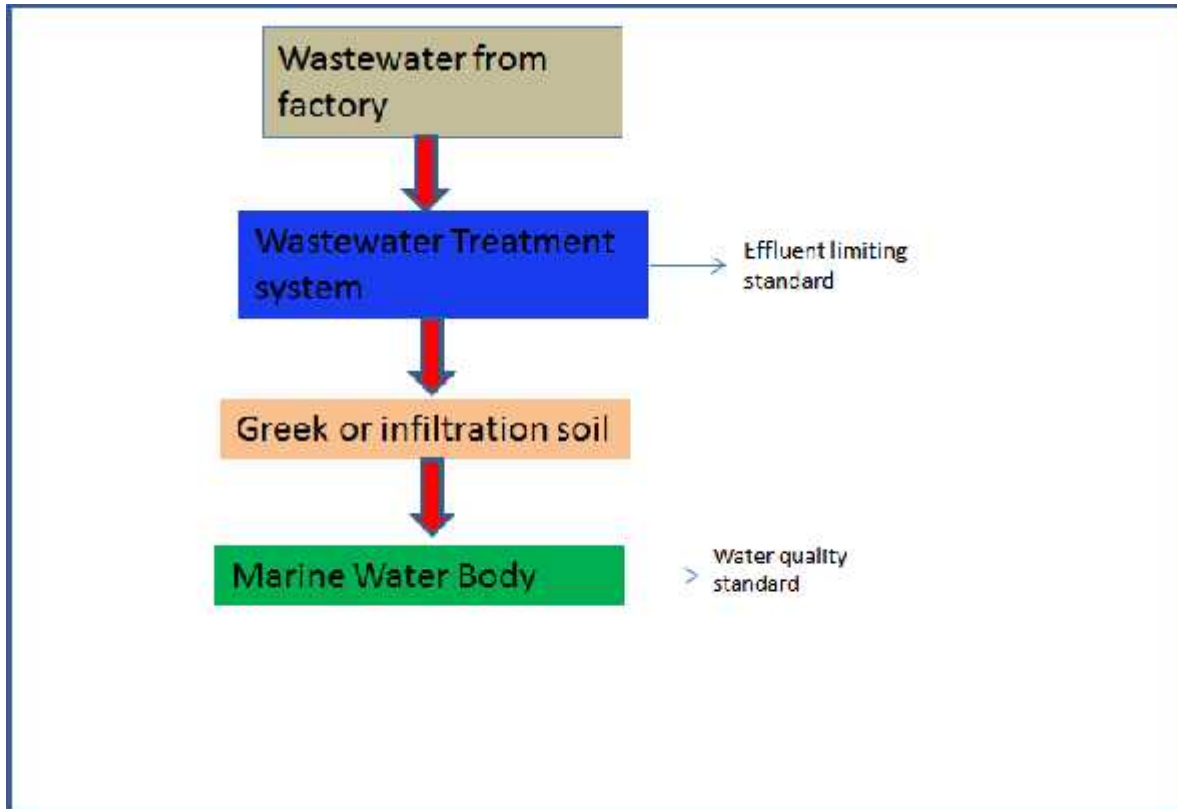 Wastewater from
factory
Wastewater Treatment
system
Effluent limiting
standard
Greek or infiltration soil
Marine Water Body
Water quality
standard